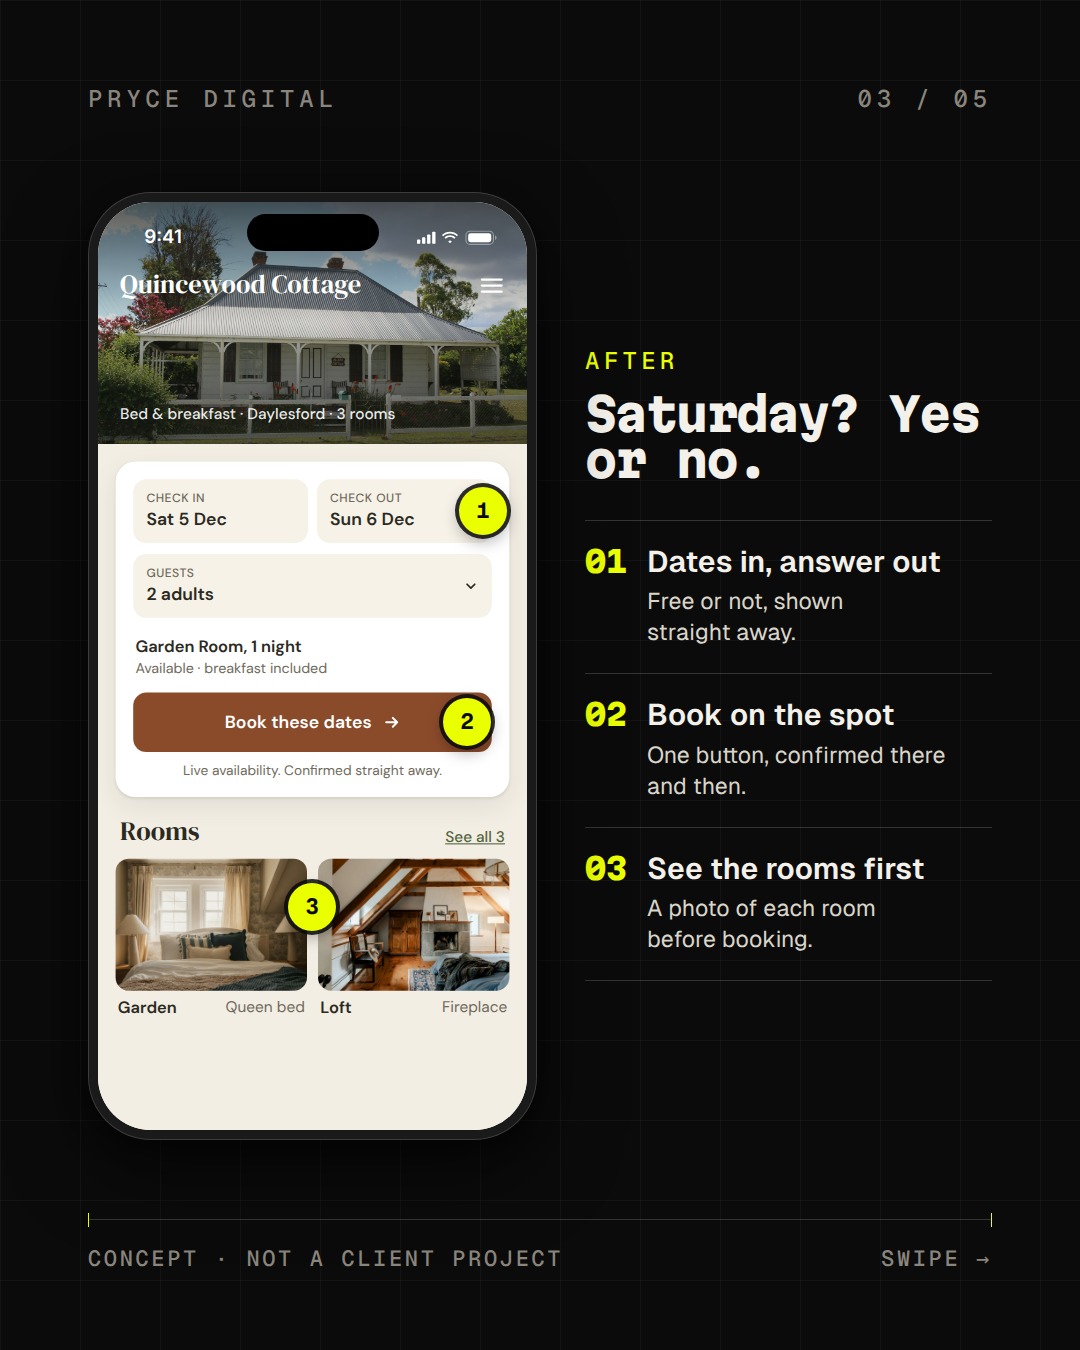 PRYCE DIGITAL
03 / 05
9:41
Quincewood Cottage
Bed & breakfast · Daylesford · 3 rooms
CHECK IN
Sat 5 Dec
CHECK OUT
Sun 6 Dec
1
GUESTS
2 adults
Garden Room, 1 night
Available · breakfast included
Book these dates →
2
Live availability. Confirmed straight away.
Rooms
See all 3
3
Garden
Queen bed
Loft
Fireplace
AFTER
Saturday? Yes
or no.
01 Dates in, answer out
Free or not, shown
straight away.
02 Book on the spot
One button, confirmed there
and then.
03 See the rooms first
A photo of each room
before booking.
CONCEPT · NOT A CLIENT PROJECT
SWIPE →